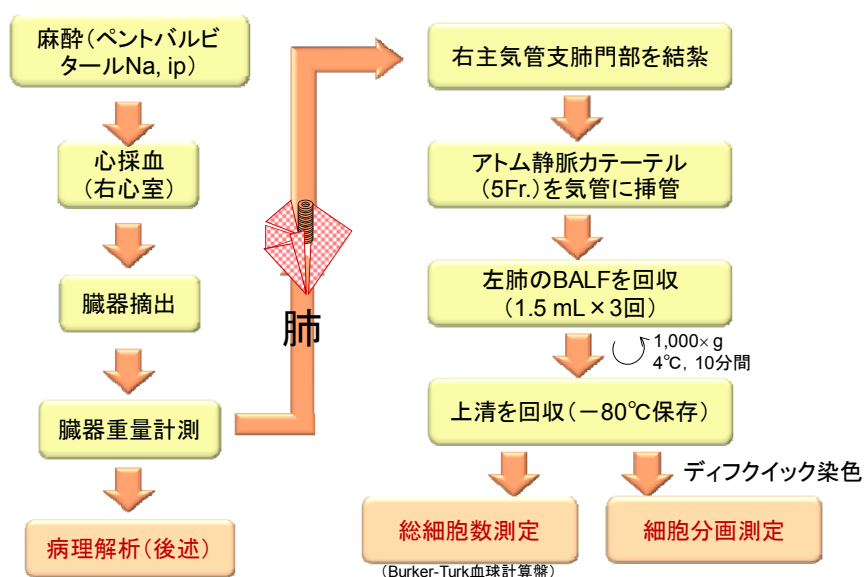 麻酔(ペントバルビ
タールNa, ip)
心採血
(右心室)
臓器摘出
臓器重量計測
病理解析(後述)
肺
右主気管支肺門部を結紮
アトム静脈カテーテル
(5Fr.)を気管に挿管
左肺のBALFを回収
(1.5 mL×3回)
1,000×g
4℃, 10分間
上清を回収(-80℃保存)
ディフクイック染色
総細胞数測定
(Burker-Turk血球計算盤)
細胞分画測定